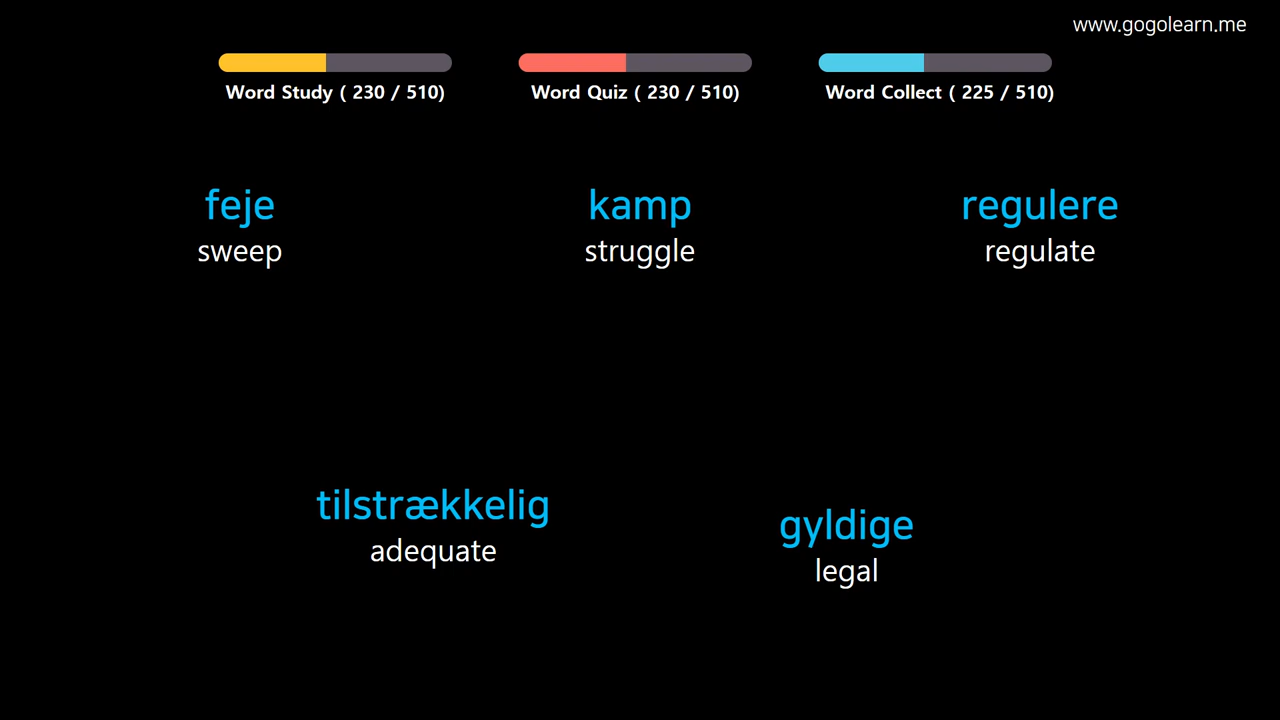 www.gogolearn.me
Word Study ( 230 / 510)
Word Quiz ( 230 / 510)
Word Collect ( 225 / 510)
feje
sweep
kamp
struggle
regulere
regulate
tilstrækkelig
adequate
gyldige
legal